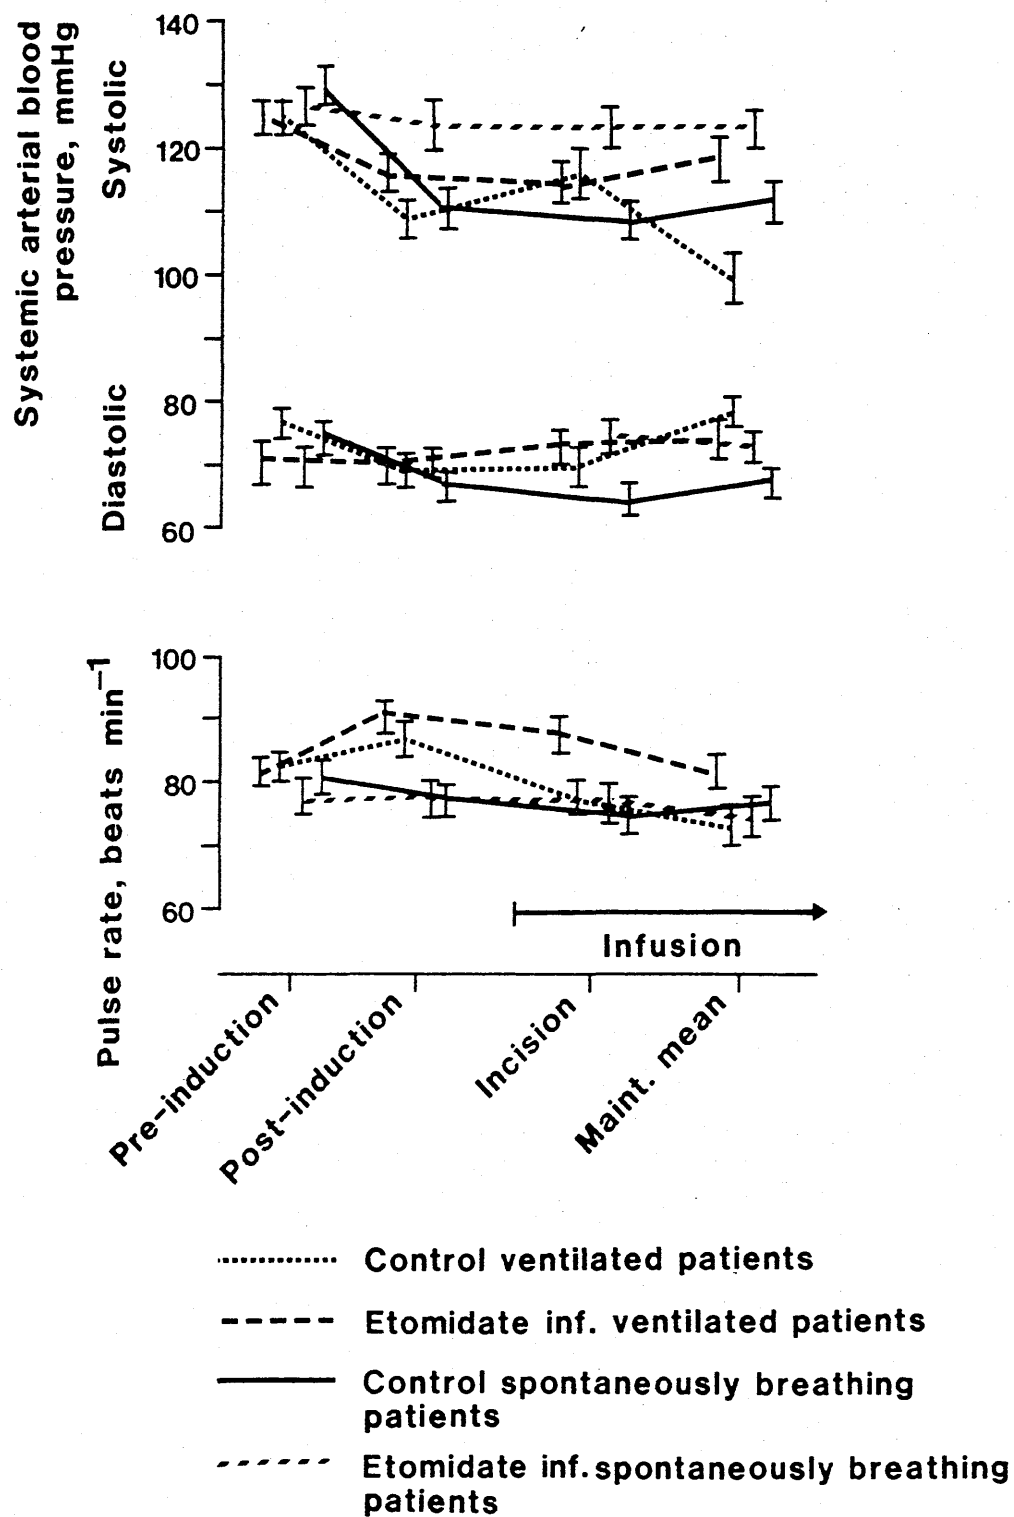 Systemic arterial blood
pressure, mmHg
Systolic
Diastolic
140
120
100
80
60
Pulse rate, beats min⁻¹
100
80
60
Infusion
Pre-induction
Post-induction
Incision
Maint. mean
Control ventilated patients
Etomidate inf. ventilated patients
Control spontaneously breathing
patients
Etomidate inf. spontaneously breathing
patients